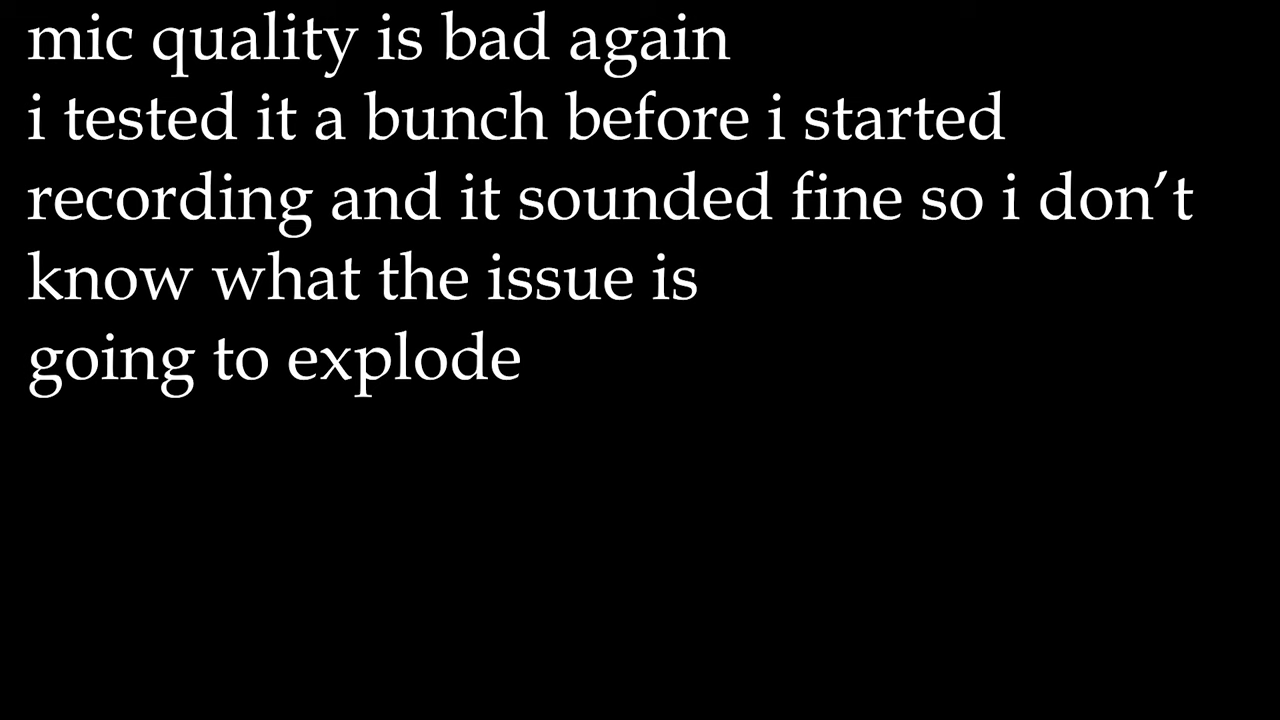 mic quality is bad again
i tested it a bunch before i started
recording and it sounded fine so i don’t
know what the issue is
going to explode